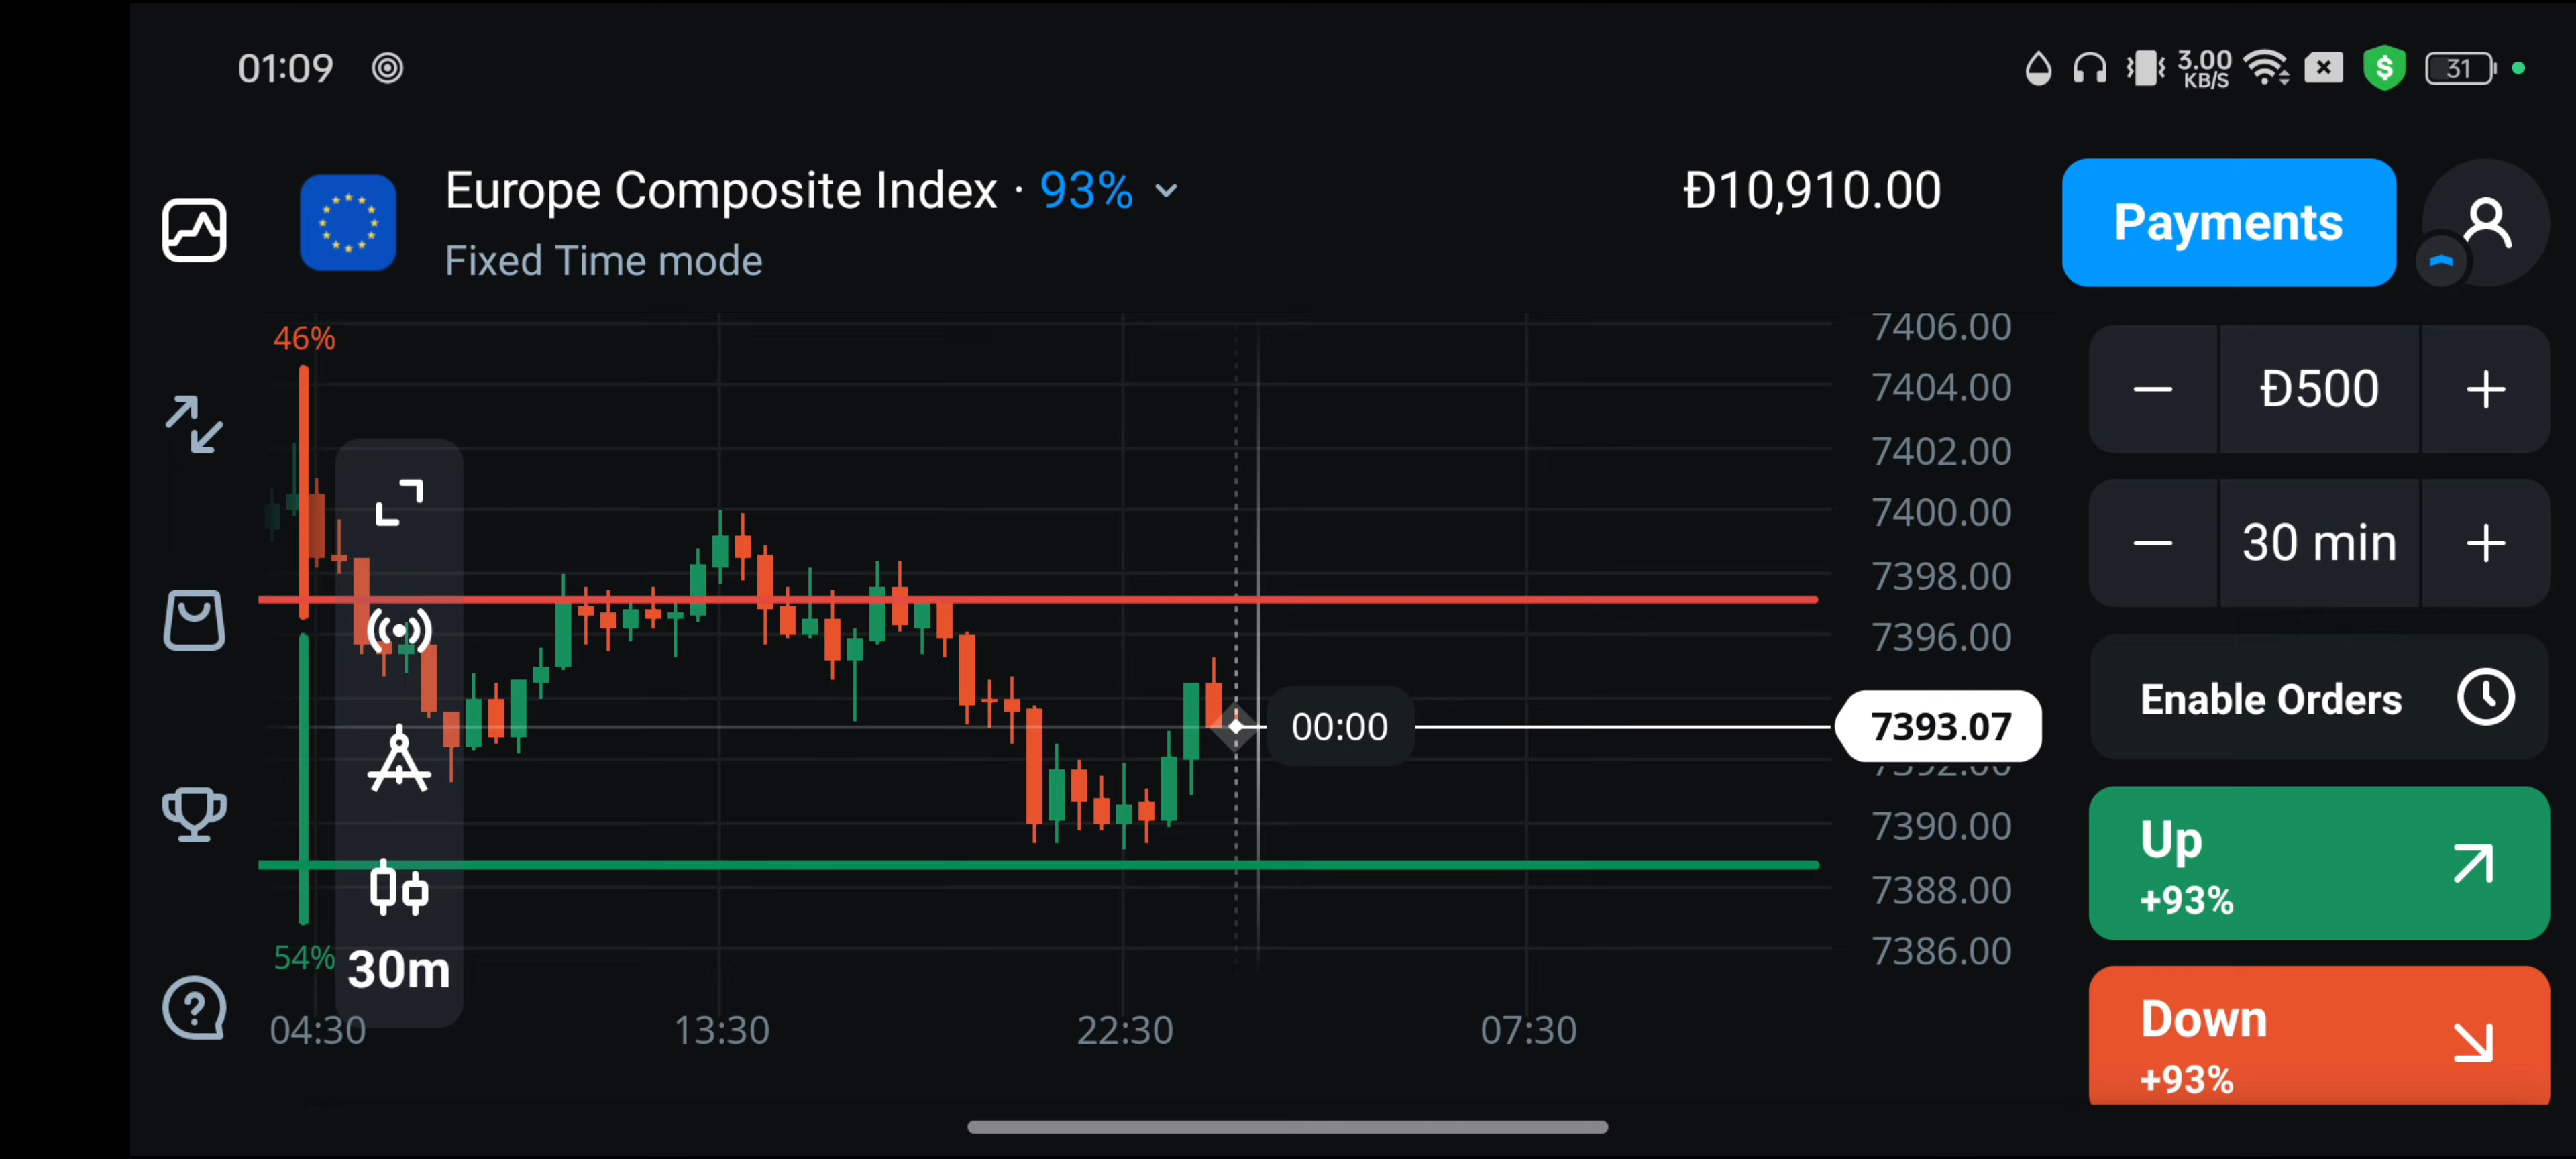 01:09
3.00
KB/S
31
Europe Composite Index · 93%
Fixed Time mode
Đ10,910.00
Payments
46%
7406.00
7404.00
7402.00
7400.00
7398.00
7396.00
7393.07
7392.00
7390.00
7388.00
7386.00
00:00
54%
30m
04:30
13:30
22:30
07:30
Đ500
30 min
Enable Orders
Up
+93%
Down
+93%